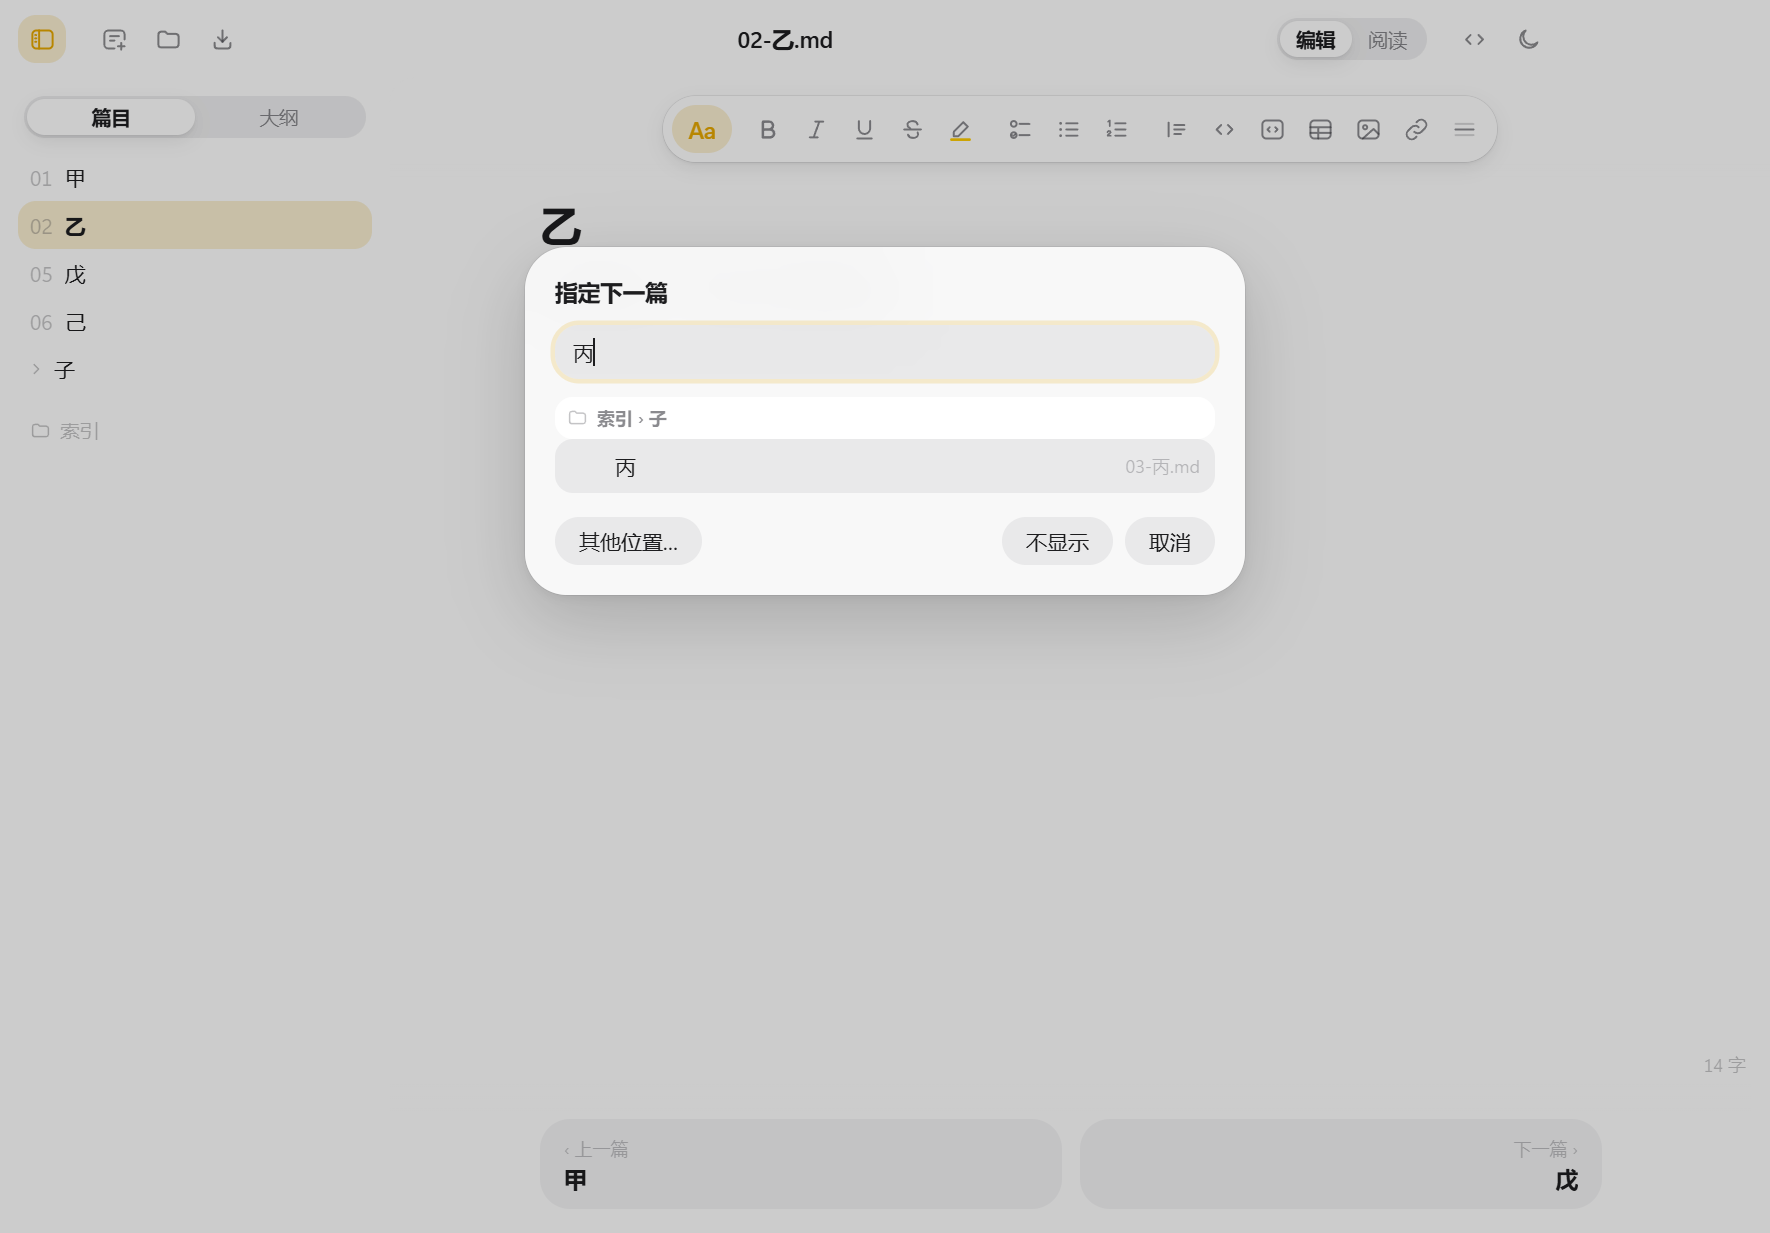 02-乙.md
编辑 阅读
篇目 大纲
Aa
01 甲
02 乙
05 戊
06 己
› 子
索引
乙
指定下一篇
丙
索引 › 子
丙 03-丙.md
其他位置... 不显示 取消
14 字
‹ 上一篇
甲
下一篇 ›
戊